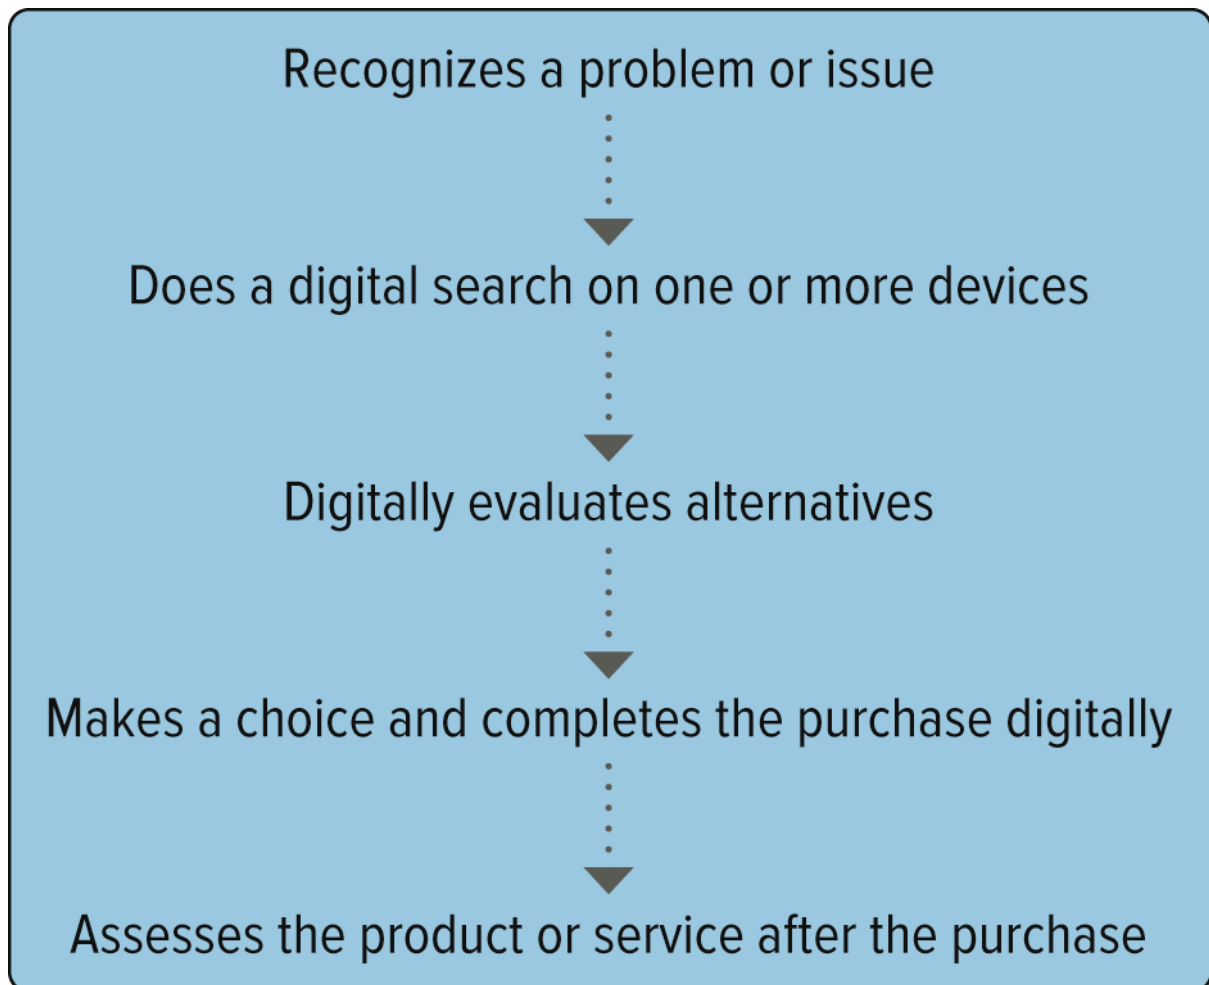 Recognizes a problem or issue
Does a digital search on one or more devices
Digitally evaluates alternatives
Makes a choice and completes the purchase digitally
Assesses the product or service after the purchase